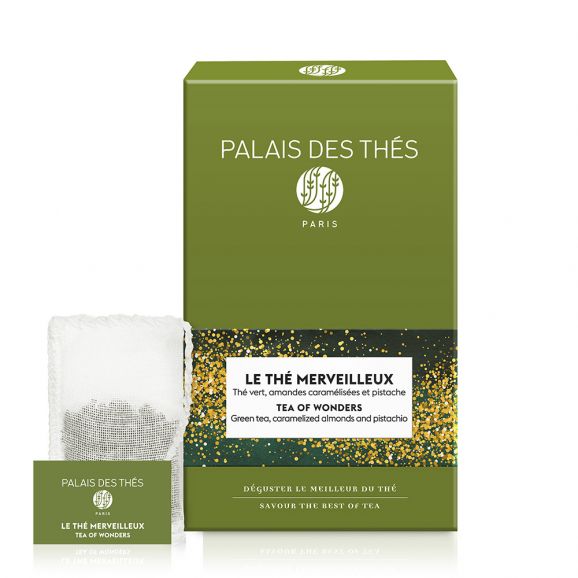 PALAIS DES THÉS
PARIS
LE THÉ MERVEILLEUX
Thé vert, amandes caramélisées et pistache
TEA OF WONDERS
Green tea, caramelized almonds and pistachio
DÉGUSTER LE MEILLEUR DU THÉ
SAVOUR THE BEST OF TEA
PALAIS DES THÉS
PARIS
LE THÉ MERVEILLEUX
TEA OF WONDERS